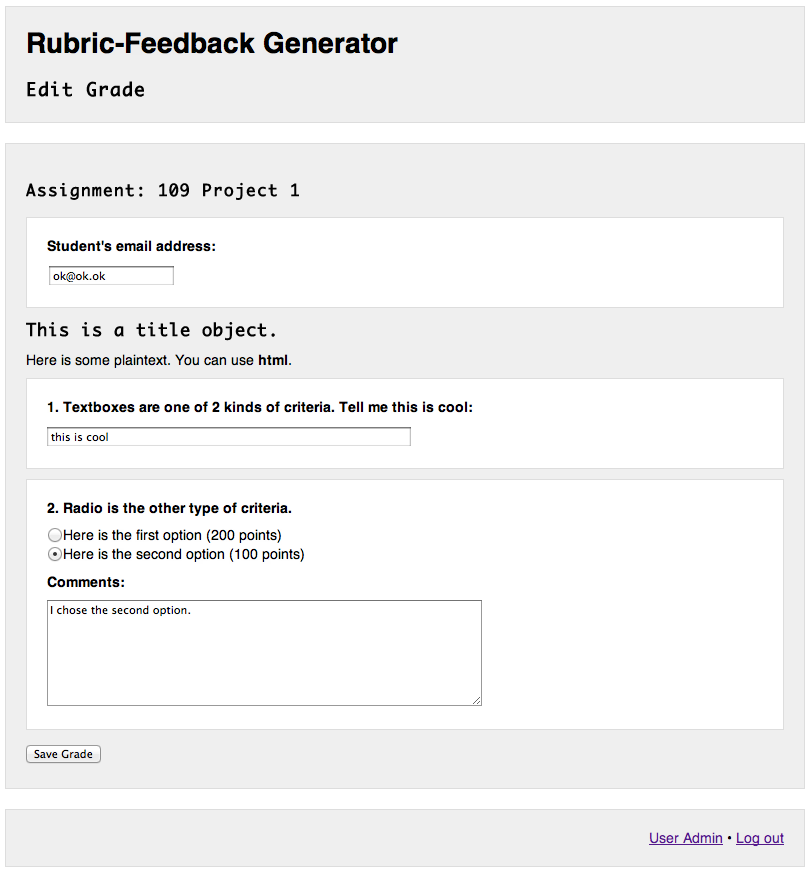 Rubric-Feedback Generator
Edit Grade
Assignment: 109 Project 1
Student's email address:
ok@ok.ok
This is a title object.
Here is some plaintext. You can use html.
1. Textboxes are one of 2 kinds of criteria. Tell me this is cool:
this is cool
2. Radio is the other type of criteria.
Here is the first option (200 points)
Here is the second option (100 points)
Comments:
I chose the second option.
Save Grade
User Admin • Log out